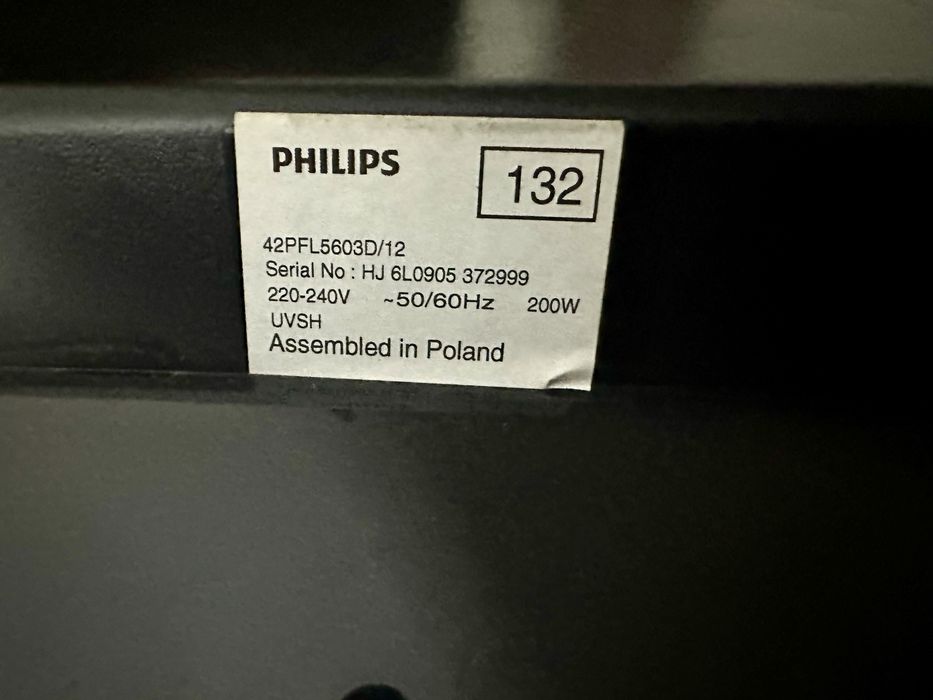 PHILIPS
132
42PFL5603D/12
Serial No : HJ 6L0905 372999
220-240V ~50/60Hz 200W
UVSH
Assembled in Poland